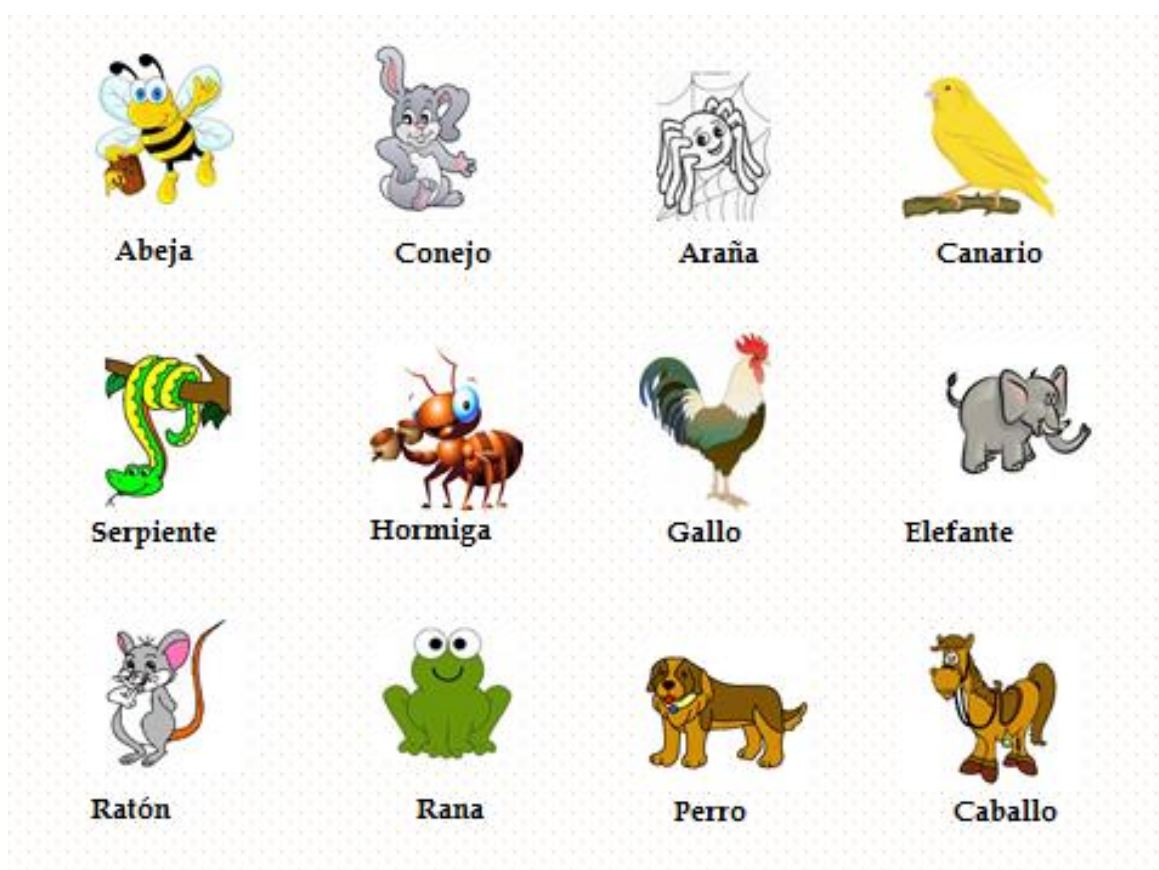 Abeja Conejo Araña Canario
Serpiente Hormiga Gallo Elefante
Ratón Rana Perro Caballo